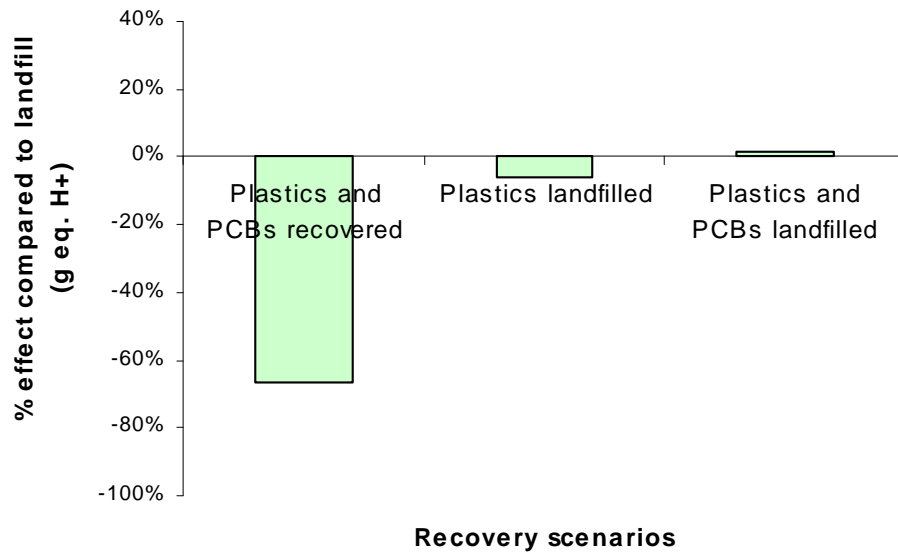 % effect compared to landfill
(g eq. H+)
40%
20%
0%
-20%
-40%
-60%
-80%
-100%
Plastics and
PCBs recovered
Plastics landfilled
Plastics and
PCBs landfilled
Recovery scenarios